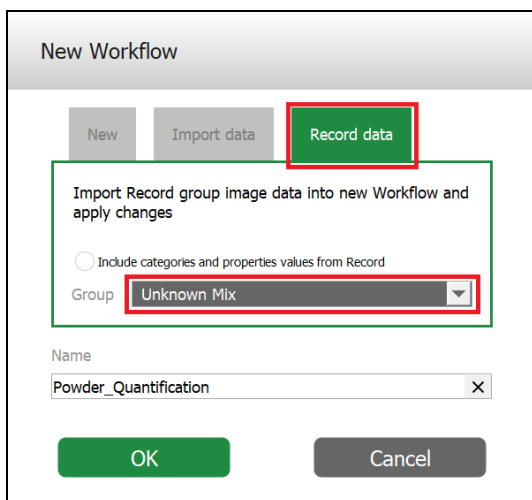 New Workflow
New Import data Record data
Import Record group image data into new Workflow and
apply changes
Include categories and properties values from Record
Group Unknown Mix
Name
Powder_Quantification
OK Cancel